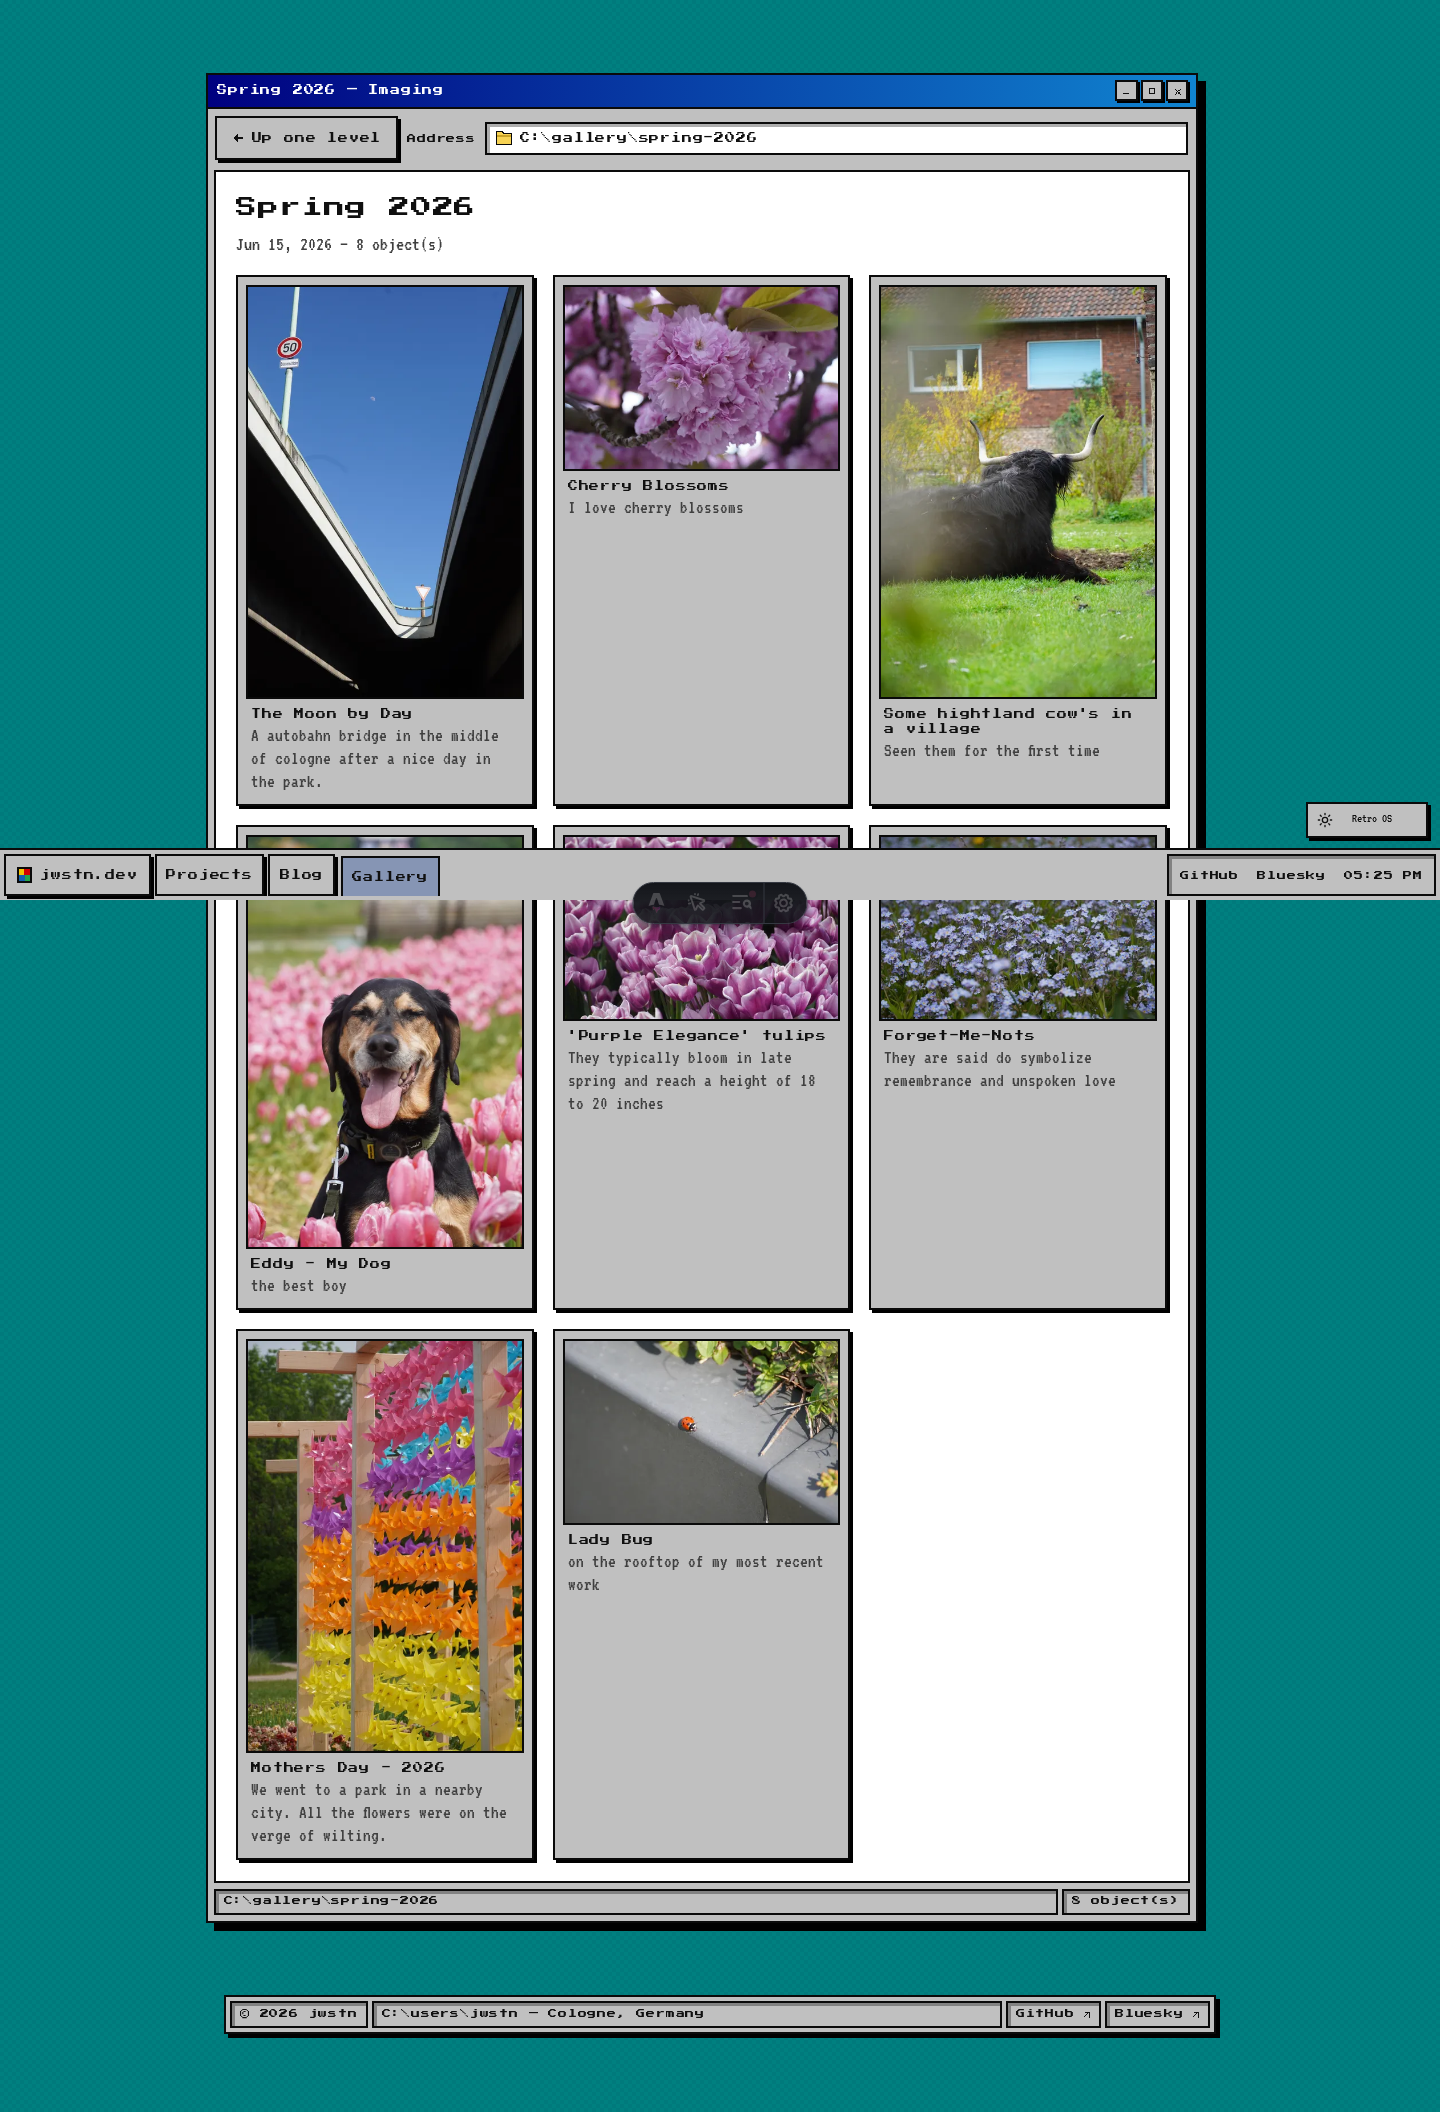 Spring 2026 — Imaging
← Up one level
Address
C:\gallery\spring-2026
Spring 2026
Jun 15, 2026 — 8 object(s)
50
The Moon by Day
A autobahn bridge in the middle
of cologne after a nice day in
the park.
Cherry Blossoms
I love cherry blossoms
Some hightland cow's in
a village
Seen them for the first time
Retro OS
jwstn.dev
Projects
Blog
Gallery
GitHub
Bluesky
05:25 PM
Eddy - My Dog
the best boy
'Purple Elegance' tulips
They typically bloom in late
spring and reach a height of 18
to 20 inches
Forget-Me-Nots
They are said do symbolize
remembrance and unspoken love
Mothers Day - 2026
We went to a park in a nearby
city. All the flowers were on the
verge of wilting.
Lady Bug
on the rooftop of my most recent
work
C:\gallery\spring-2026
8 object(s)
© 2026 jwstn
C:\users\jwstn — Cologne, Germany
GitHub ↗
Bluesky ↗